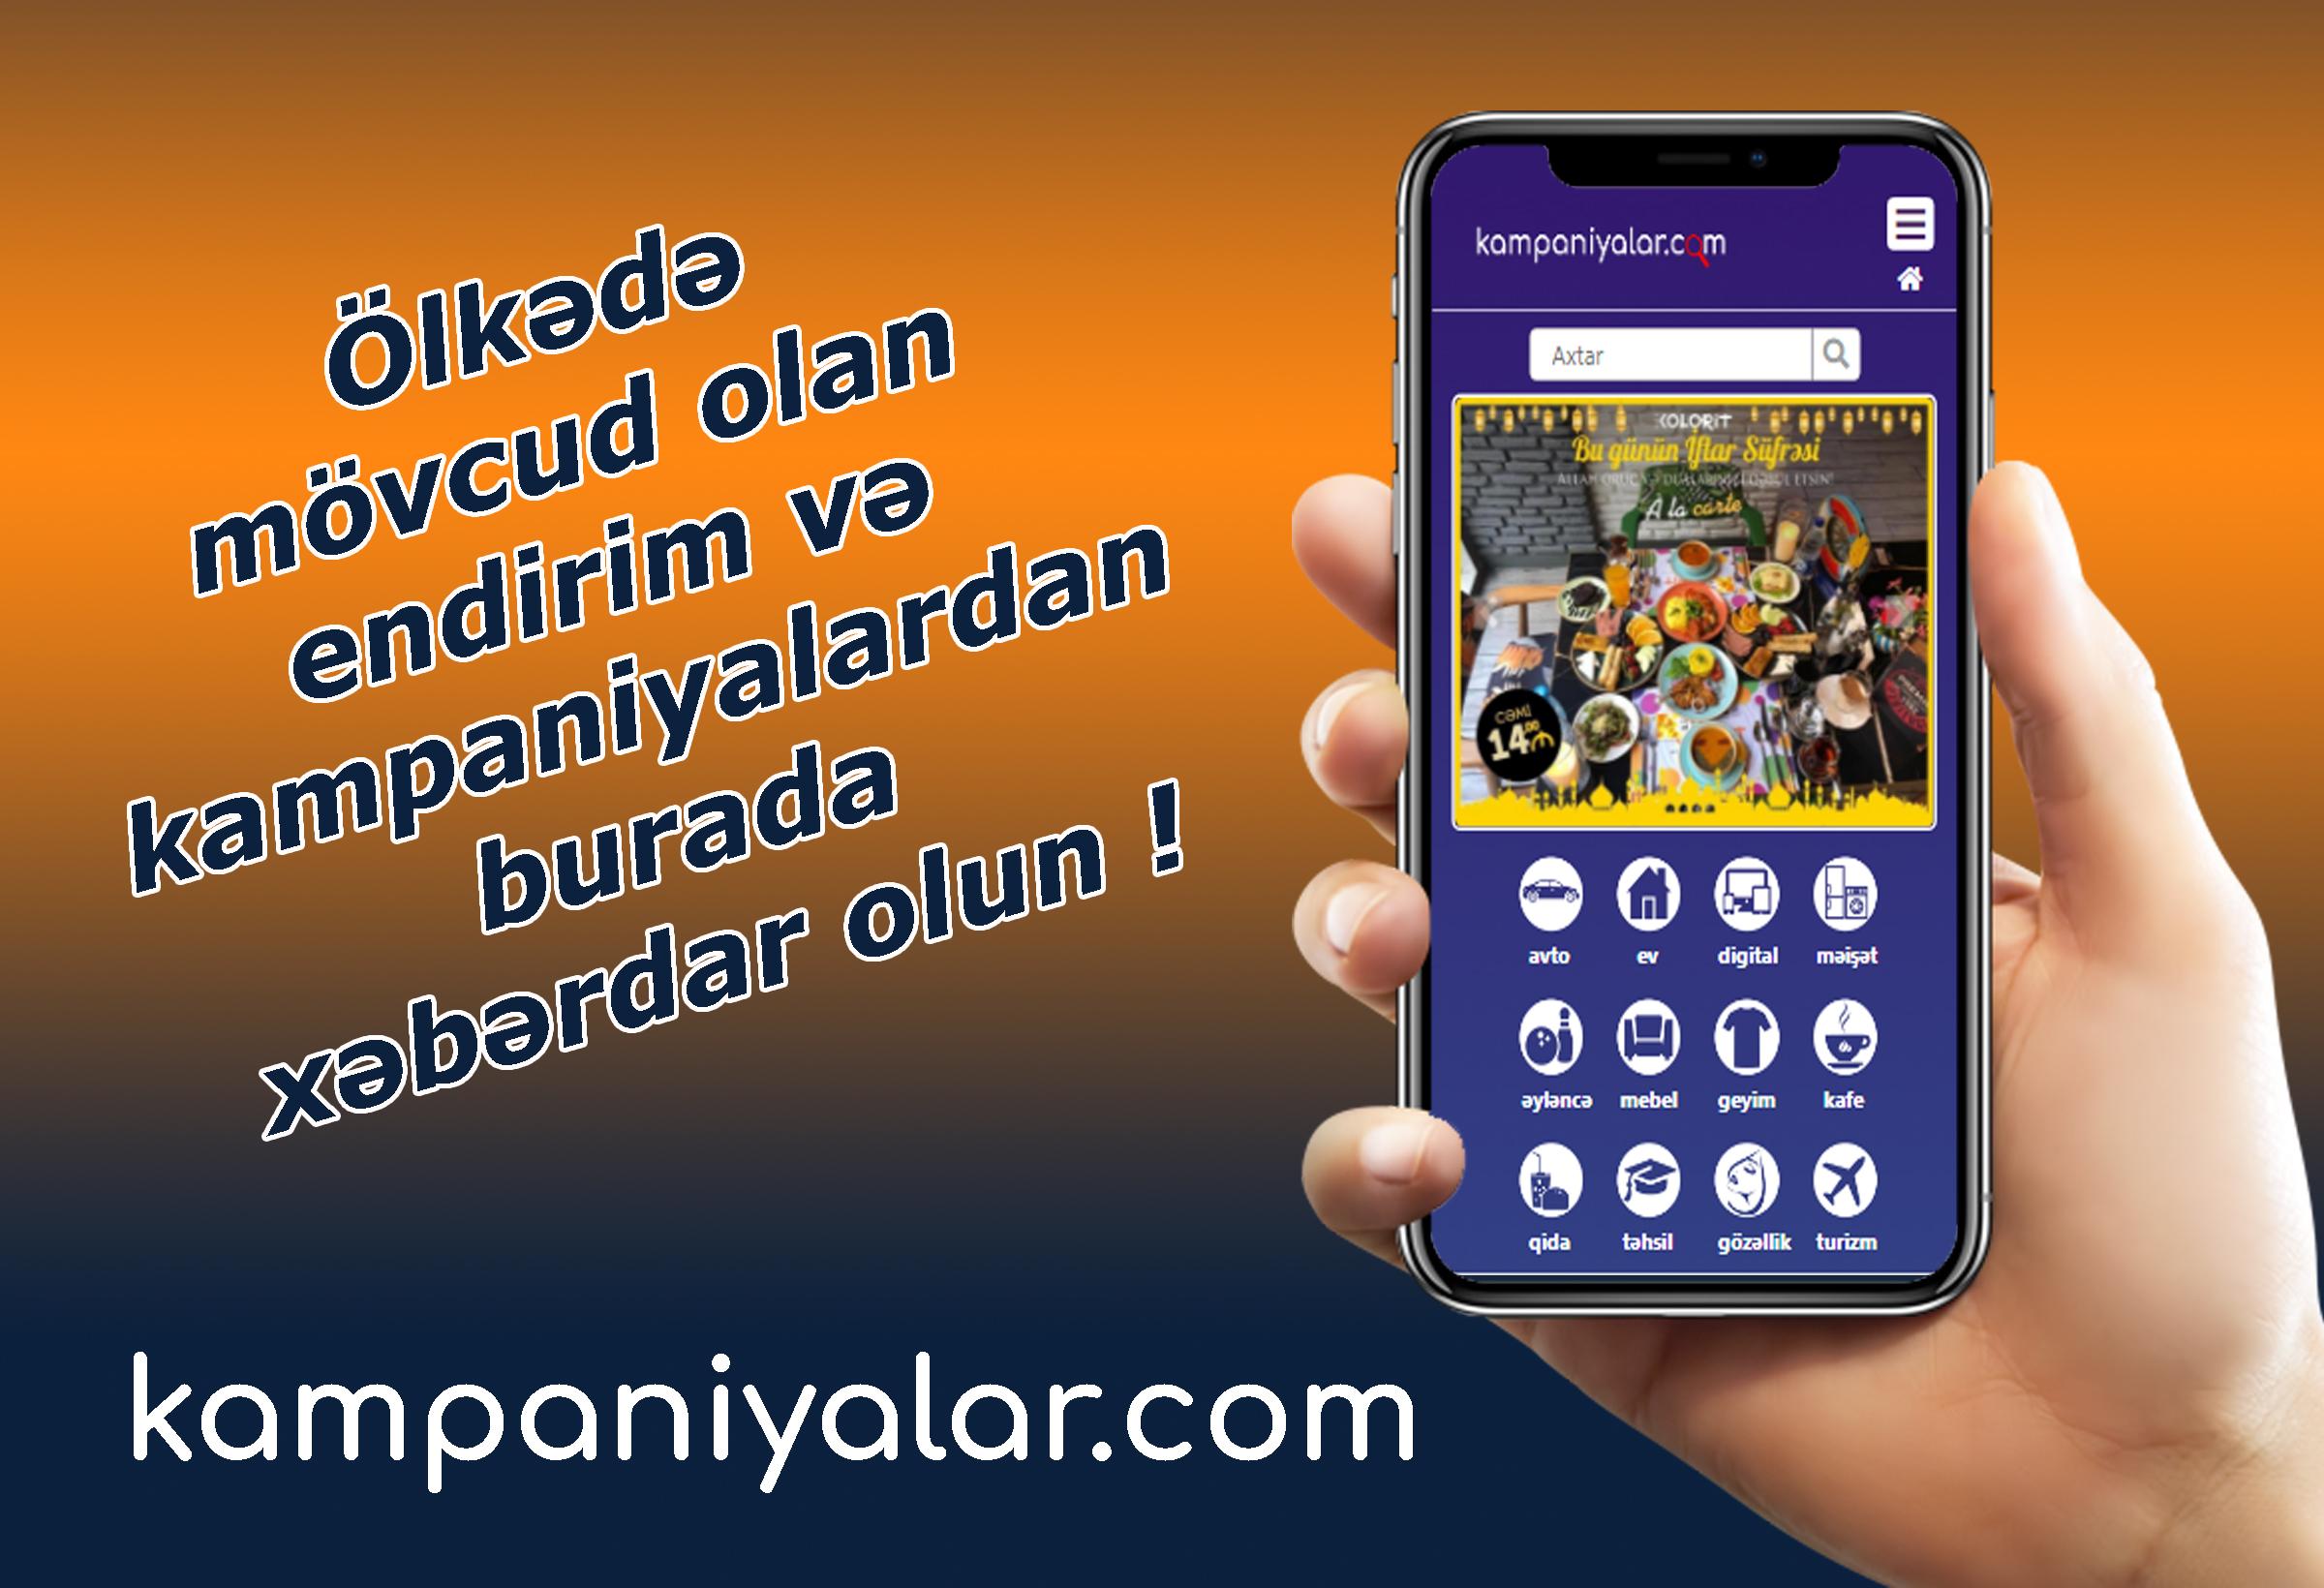 Ölkədə
mövcud olan
endirim və
kampaniyalardan
burada
xəbərdar olun !
kampaniyalar.com
kampaniyalar.com
Axtar
KOLORIT
Bu günün İftar Süfrəsi
A la carte
CƏMİ
14.00 ₼
avto ev digital məişət
əyləncə mebel geyim kafe
qida təhsil gözəllik turizm